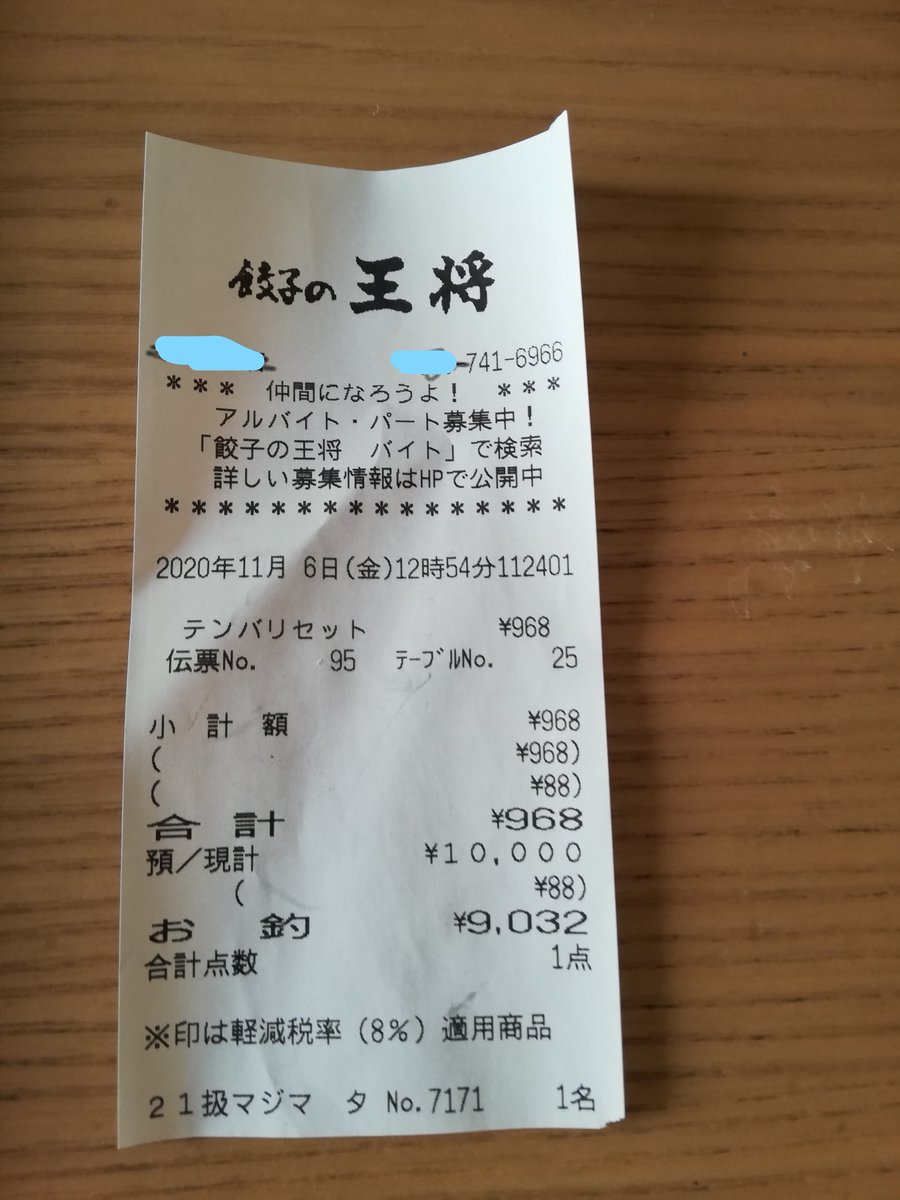 餃子の王将
-741-6966
*** 仲間になろうよ! ***
アルバイト・パート募集中!
「餃子の王将 バイト」で検索
詳しい募集情報はHPで公開中
****************
2020年11月 6日(金)12時54分112401
テンバリセット ¥968
伝票No. 95 テーブルNo. 25
小 計 額 ¥968
( ¥968)
( ¥88)
合 計 ¥968
預/現計 ¥10,000
( ¥88)
お 釣 ¥9,032
合計点数 1点
※印は軽減税率(8%)適用商品
21扱マジマ タ No.7171 1名